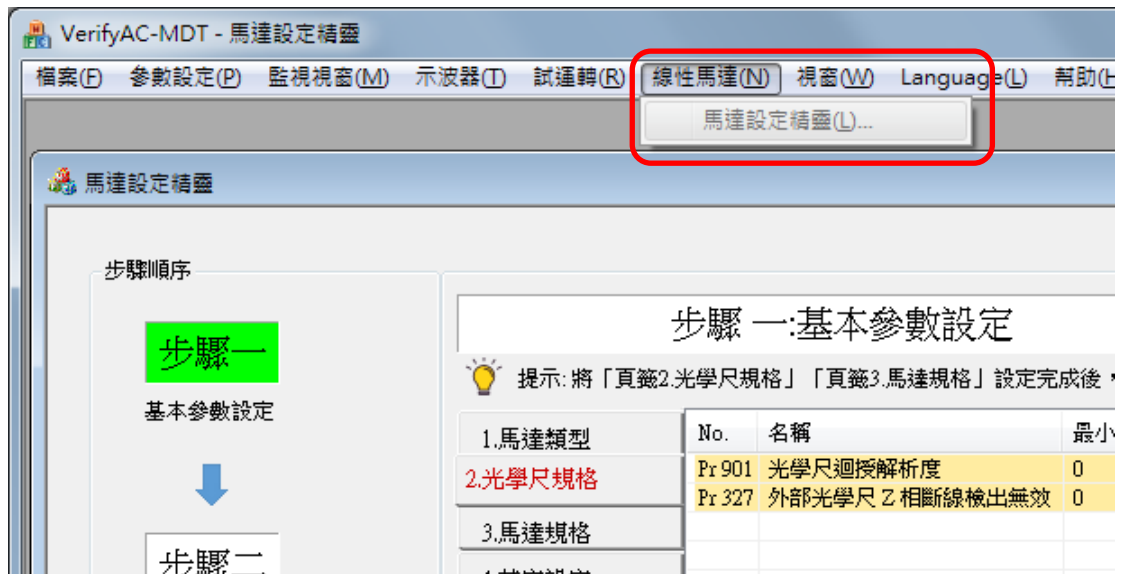 VerifyAC-MDT - 馬達設定精靈
檔案(F) 參數設定(P) 監視視窗(M) 示波器(T) 試運轉(R) 線性馬達(N) 視窗(W) Language(L) 幫助(H
馬達設定精靈(L)...
馬達設定精靈
步驟順序
步驟一
基本參數設定
步驟二
步驟 一:基本參數設定
提示: 將「頁籤2.光學尺規格」「頁籤3.馬達規格」設定完成後，
1.馬達類型
2.光學尺規格
3.馬達規格
No. 名稱 最小
Pr 901 光學尺迴授解析度 0
Pr 327 外部光學尺 Z 相斷線檢出無效 0